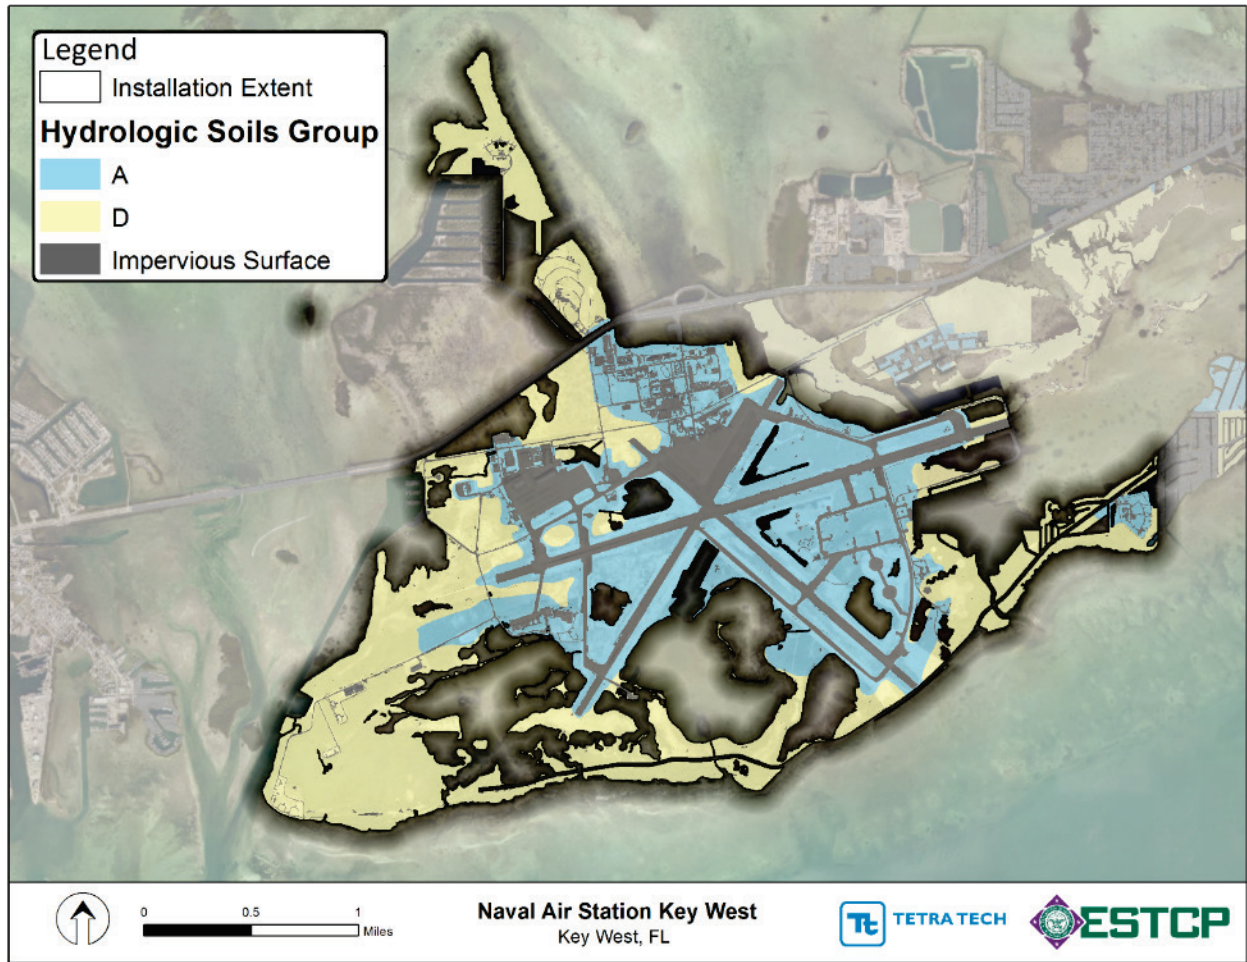 Legend
Installation Extent
Hydrologic Soils Group
A
D
Impervious Surface
0 0.5 1
Miles
Naval Air Station Key West
Key West, FL
Tt TETRA TECH
ESTCP